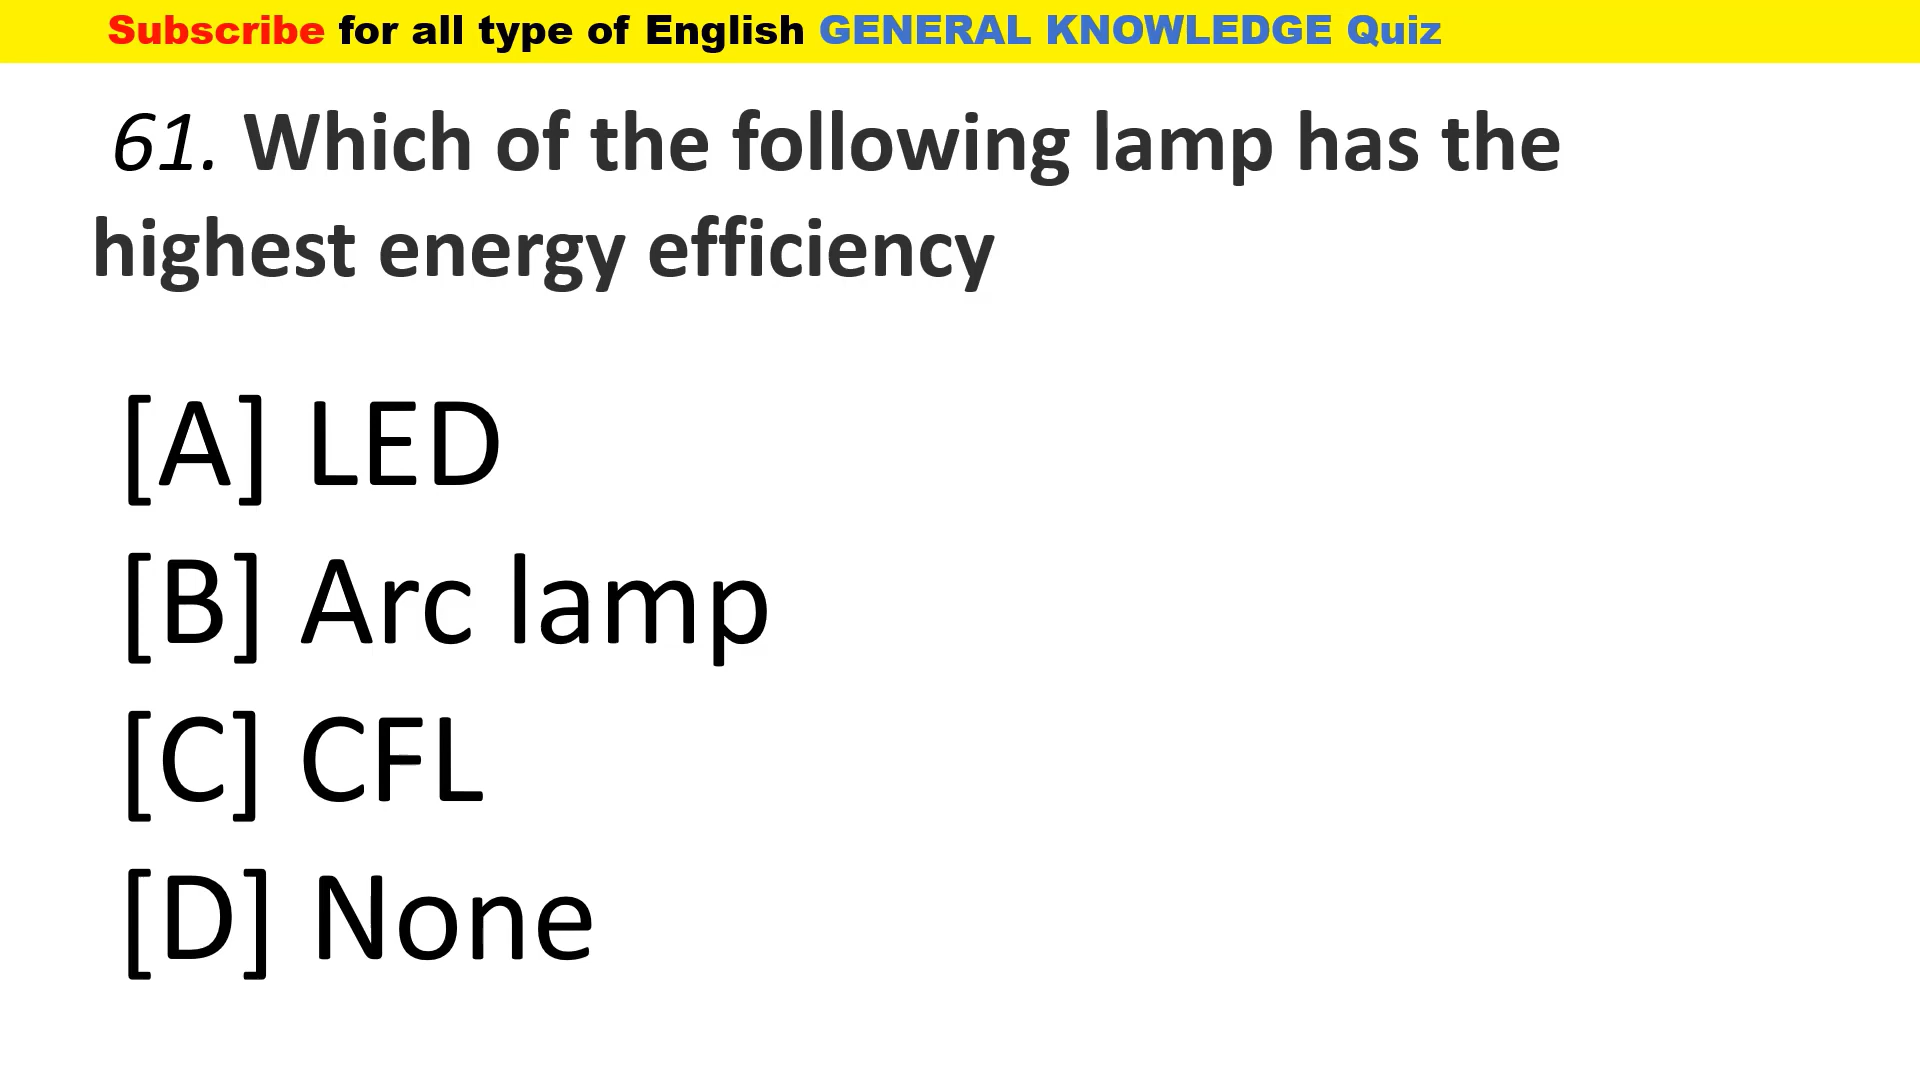 Subscribe for all type of English GENERAL KNOWLEDGE Quiz
61. Which of the following lamp has the
highest energy efficiency
[A] LED
[B] Arc lamp
[C] CFL
[D] None